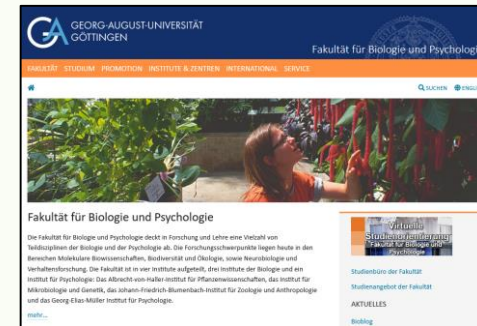 GEORG-AUGUST-UNIVERSITÄT
GÖTTINGEN
Fakultät für Biologie und Psychologi
FAKULTÄT STUDIUM PROMOTION INSTITUTE & ZENTREN INTERNATIONAL SERVICE
SUCHEN ENGLI
Fakultät für Biologie und Psychologie
Die Fakultät für Biologie und Psychologie deckt in Forschung und Lehre eine Vielzahl von
Teildisziplinen der Biologie und der Psychologie ab. Die Forschungsschwerpunkte liegen heute in den
Bereichen Molekulare Biowissenschaften, Biodiversität und Ökologie, sowie Neurobiologie und
Verhaltensforschung. Die Fakultät ist in vier Institute aufgeteilt, drei Institute der Biologie und ein
Institut für Psychologie: Das Albrecht-von-Haller-Institut für Pflanzenwissenschaften, das Institut für
Mikrobiologie und Genetik, das Johann-Friedrich-Blumenbach-Institut für Zoologie und Anthropologie
und das Georg-Elias-Müller Institut für Psychologie.
mehr...
Virtuelle
Studienorientierung
Fakultät für Biologie und
Psychologie
Studienbüro der Fakultät
Studienangebot der Fakultät
AKTUELLES
Bioblog